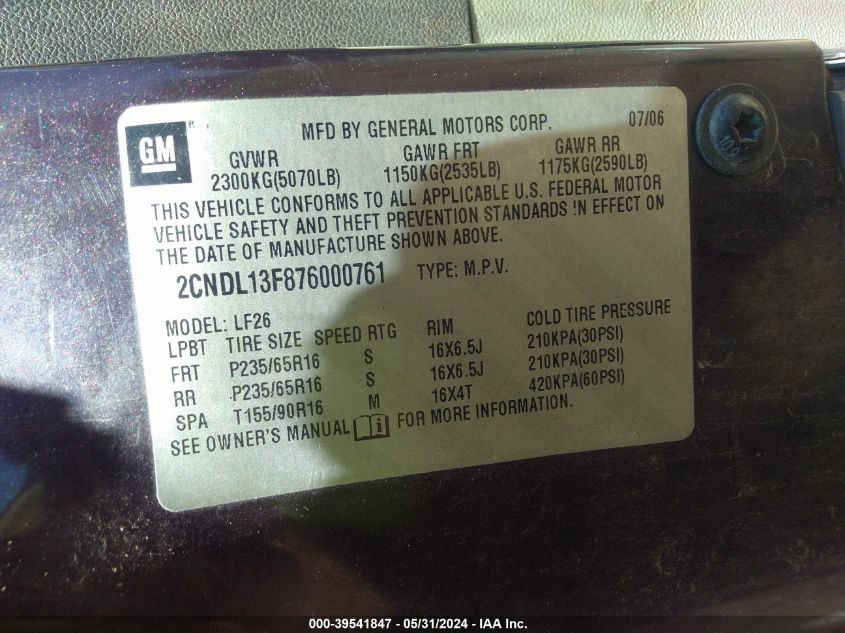 GM
MFD BY GENERAL MOTORS CORP. 07/06
GVWR GAWR FRT GAWR RR
2300KG(5070LB) 1150KG(2535LB) 1175KG(2590LB)
THIS VEHICLE CONFORMS TO ALL APPLICABLE U.S. FEDERAL MOTOR
VEHICLE SAFETY AND THEFT PREVENTION STANDARDS IN EFFECT ON
THE DATE OF MANUFACTURE SHOWN ABOVE.
2CNDL13F876000761 TYPE: M.P.V.
MODEL: LF26
LPBT TIRE SIZE SPEED RTG RIM COLD TIRE PRESSURE
FRT P235/65R16 S 16X6.5J 210KPA(30PSI)
RR P235/65R16 S 16X6.5J 210KPA(30PSI)
SPA T155/90R16 M 16X4T 420KPA(60PSI)
SEE OWNER'S MANUAL i FOR MORE INFORMATION.
000-39541847 - 05/31/2024 - IAA Inc.